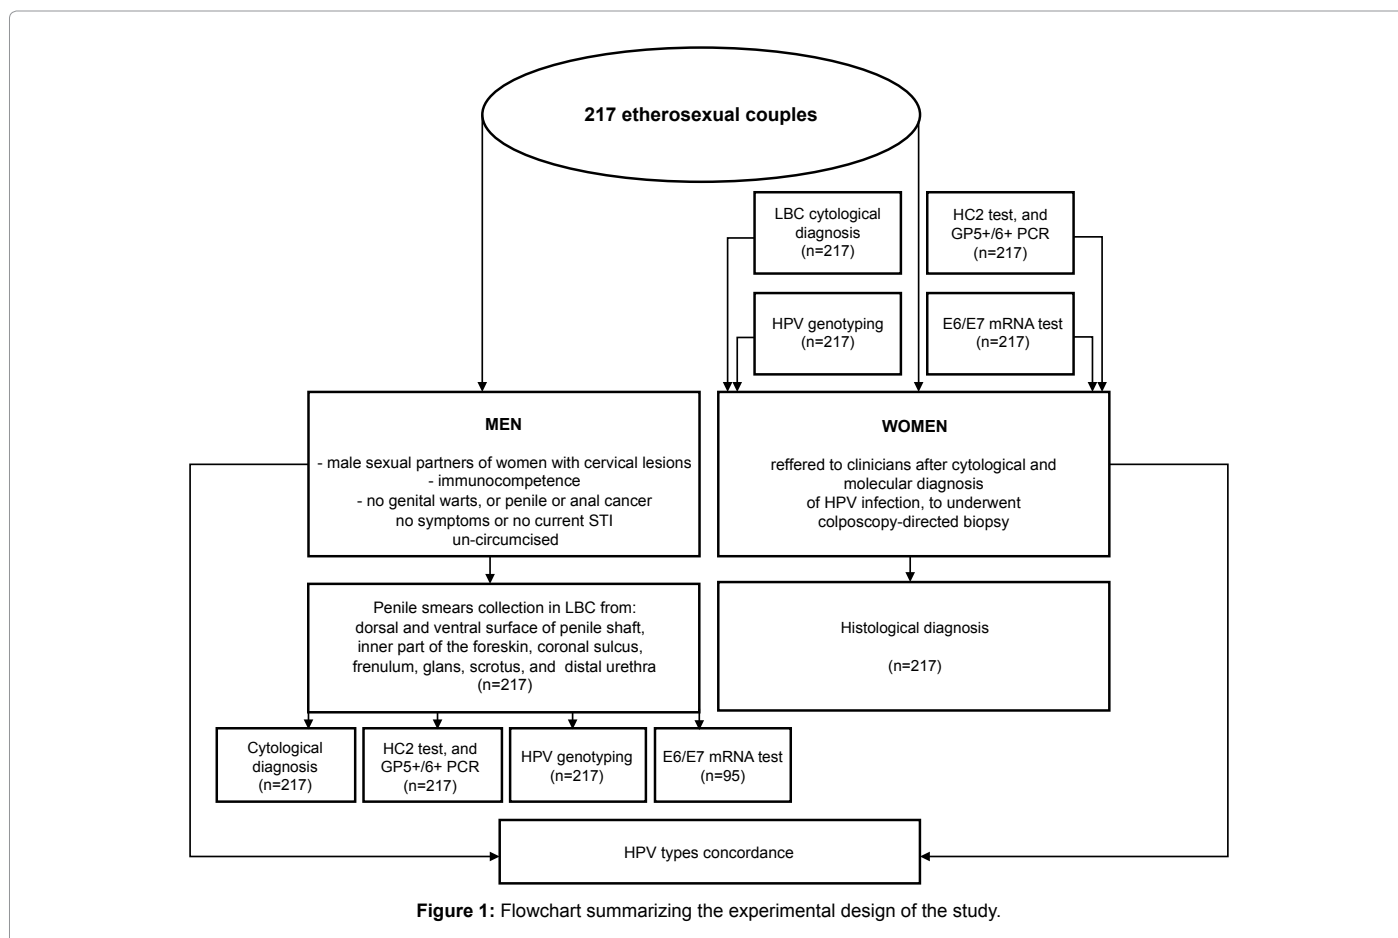 217 etherosexual couples
LBC cytological
diagnosis
(n=217)
HC2 test, and
GP5+/6+ PCR
(n=217)
HPV genotyping
(n=217)
E6/E7 mRNA test
(n=217)
MEN
- male sexual partners of women with cervical lesions
- immunocompetence
- no genital warts, or penile or anal cancer
no symptoms or no current STI
un-circumcised
WOMEN
reffered to clinicians after cytological and
molecular diagnosis
of HPV infection, to underwent
colposcopy-directed biopsy
Penile smears collection in LBC from:
dorsal and ventral surface of penile shaft,
inner part of the foreskin, coronal sulcus,
frenulum, glans, scrotus, and distal urethra
(n=217)
Histological diagnosis
(n=217)
Cytological
diagnosis
(n=217)
HC2 test, and
GP5+/6+ PCR
(n=217)
HPV genotyping
(n=217)
E6/E7 mRNA test
(n=95)
HPV types concordance
Figure 1: Flowchart summarizing the experimental design of the study.